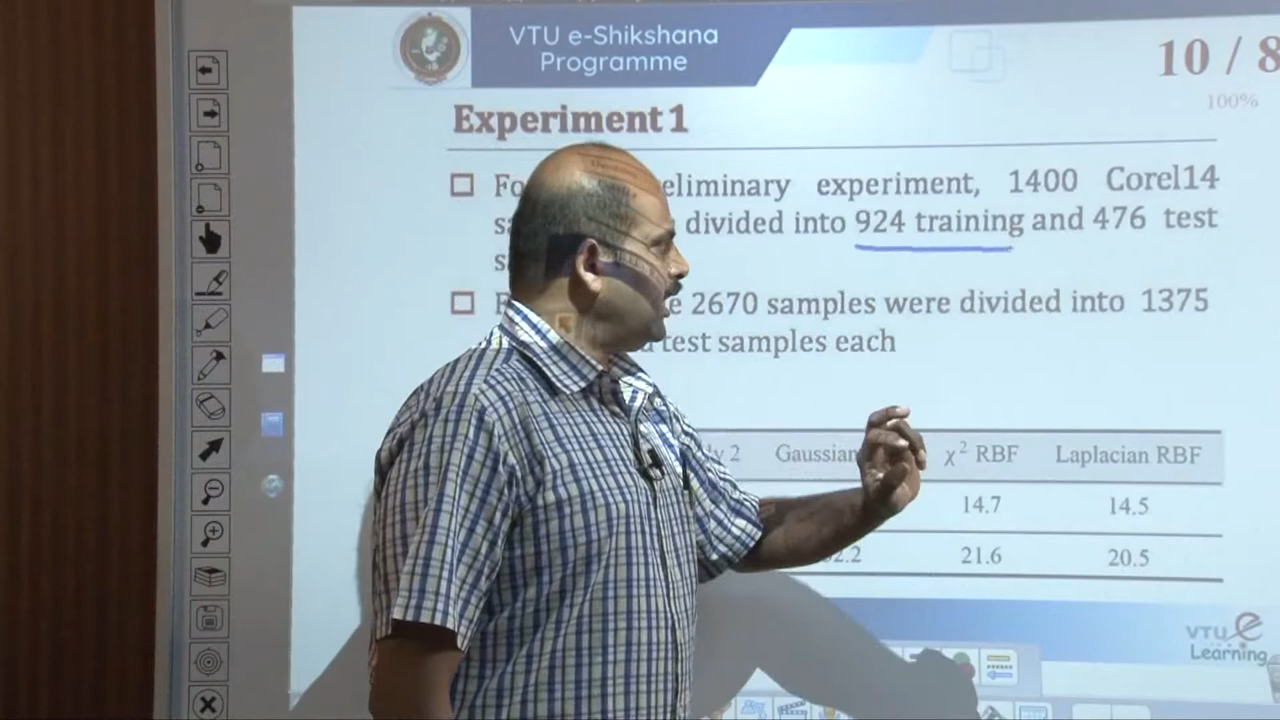 VTU e-Shikshana
Programme
10 / 8
100%
Experiment 1
eliminary experiment, 1400 Corel14
divided into 924 training and 476 test
2670 samples were divided into 1375
test samples each
ly 2 Gaussian χ² RBF Laplacian RBF
14.7 14.5
2.2 21.6 20.5
VTU e
Learning